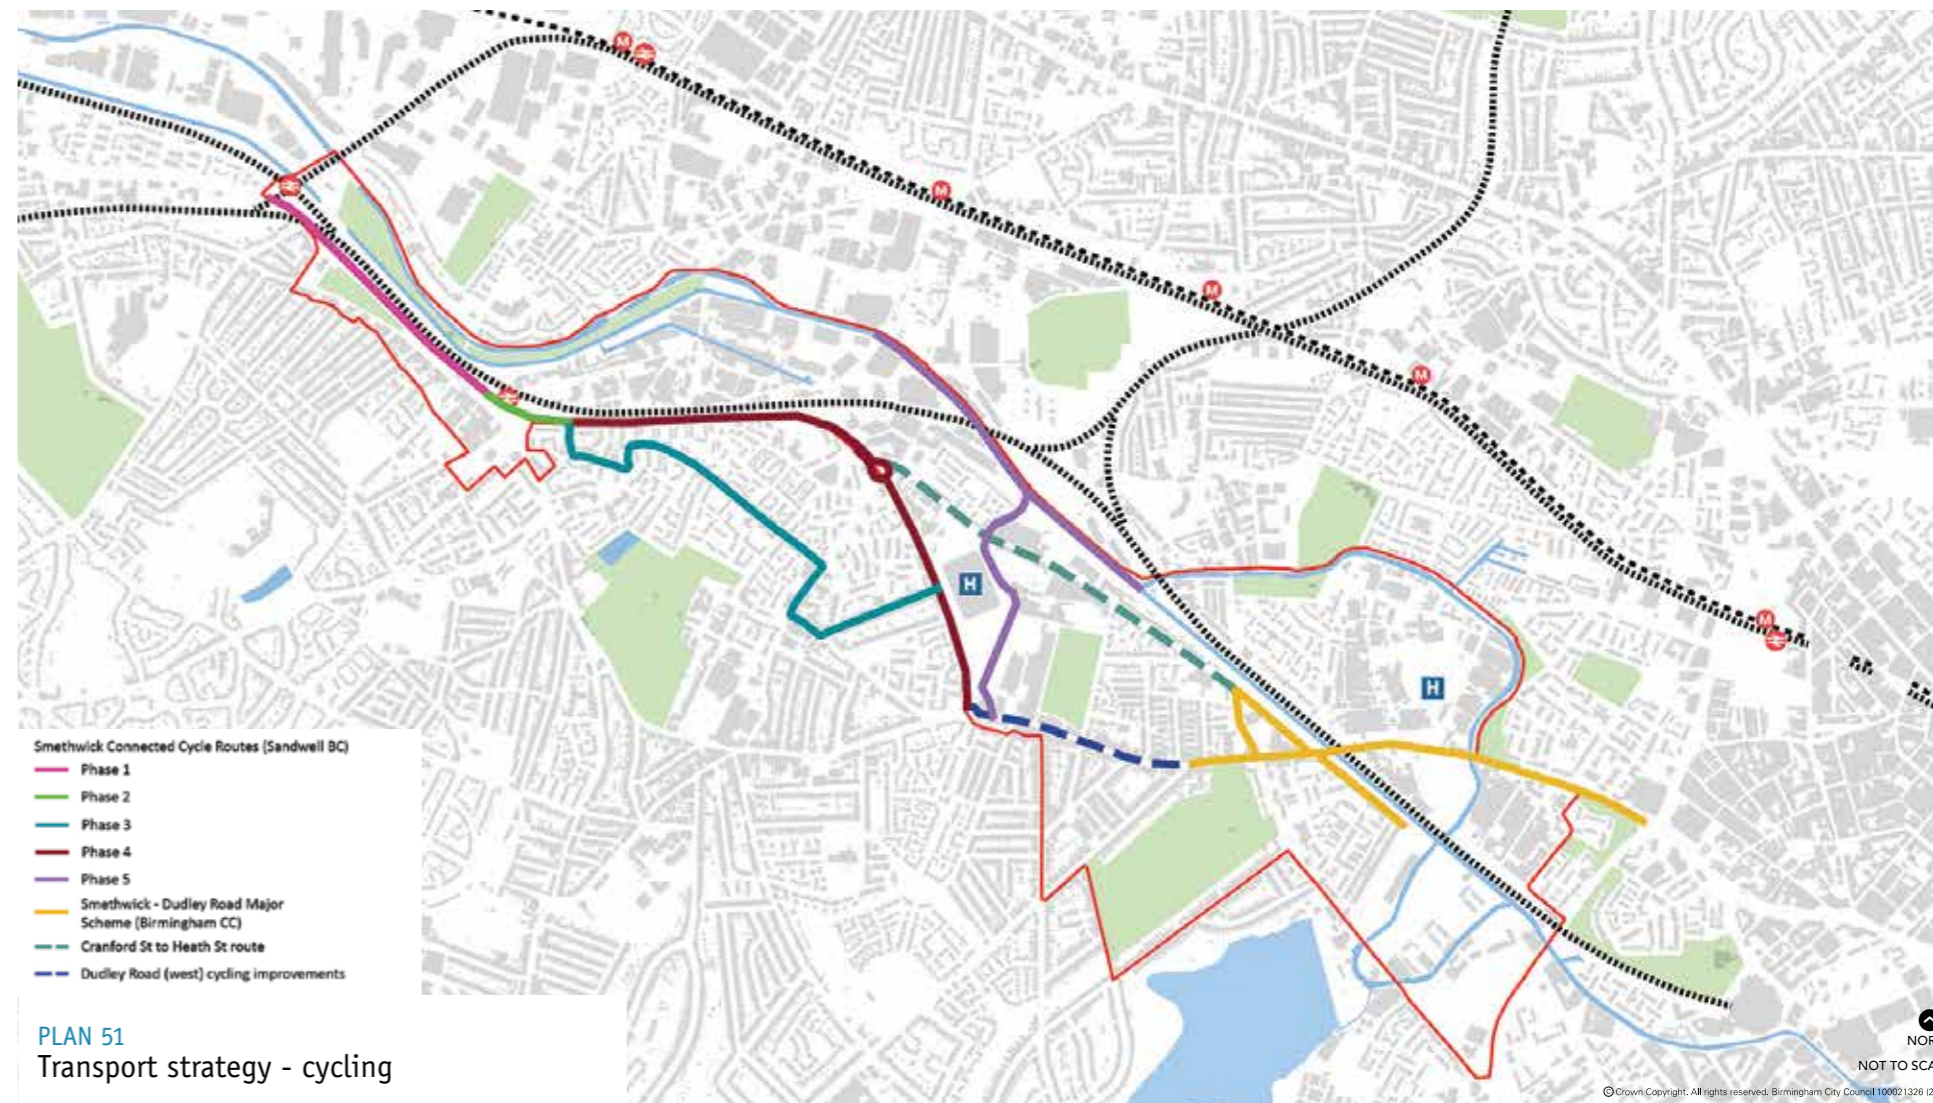 M
M
M
M
M
H
H
Smethwick Connected Cycle Routes (Sandwell BC)
Phase 1
Phase 2
Phase 3
Phase 4
Phase 5
Smethwick - Dudley Road Major
Scheme (Birmingham CC)
Cranford St to Heath St route
Dudley Road (west) cycling improvements
PLAN 51
Transport strategy - cycling
NOR
NOT TO SCA
© Crown Copyright. All rights reserved. Birmingham City Council 100021326 (2